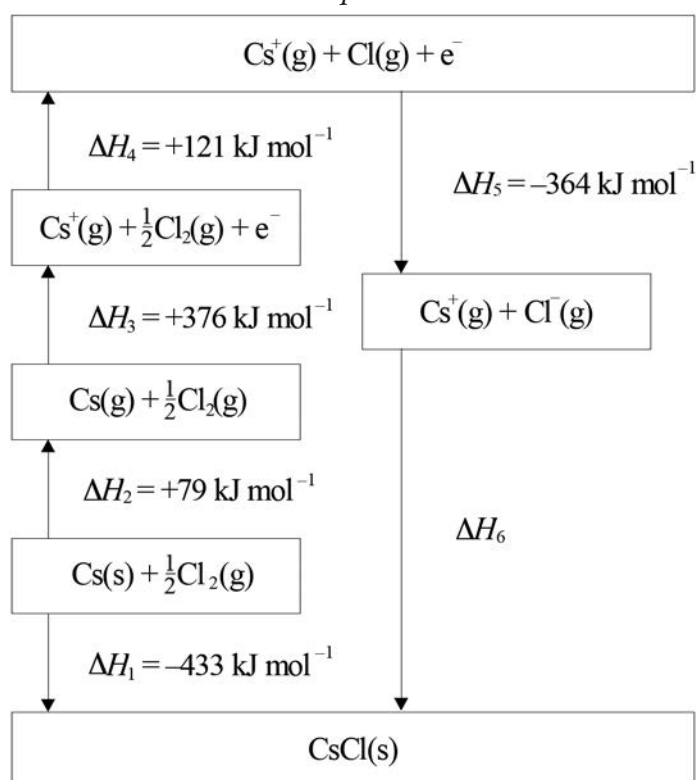 Cs⁺(g) + Cl(g) + e⁻
ΔH₄ = +121 kJ mol⁻¹
ΔH₅ = –364 kJ mol⁻¹
Cs⁺(g) + ½Cl₂(g) + e⁻
ΔH₃ = +376 kJ mol⁻¹
Cs⁺(g) + Cl⁻(g)
Cs(g) + ½Cl₂(g)
ΔH₂ = +79 kJ mol⁻¹
ΔH₆
Cs(s) + ½Cl₂(g)
ΔH₁ = –433 kJ mol⁻¹
CsCl(s)